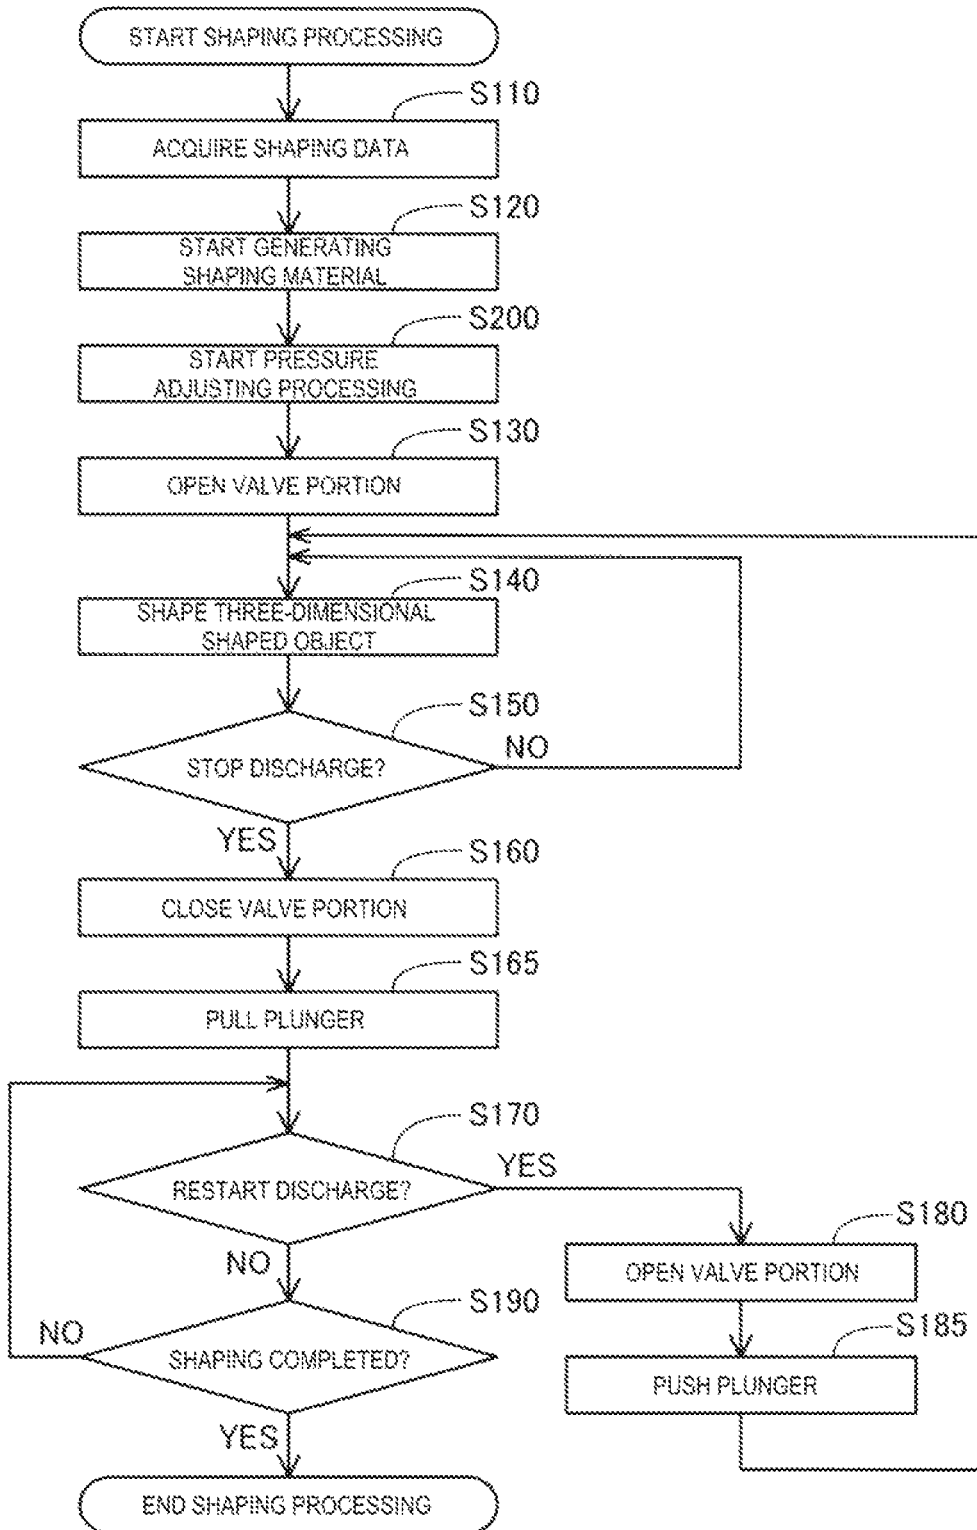 START SHAPING PROCESSING
S110
ACQUIRE SHAPING DATA
S120
START GENERATING
SHAPING MATERIAL
S200
START PRESSURE
ADJUSTING PROCESSING
S130
OPEN VALVE PORTION
S140
SHAPE THREE-DIMENSIONAL
SHAPED OBJECT
S150
STOP DISCHARGE?
NO
YES
S160
CLOSE VALVE PORTION
S165
PULL PLUNGER
S170
RESTART DISCHARGE?
YES
NO
S180
OPEN VALVE PORTION
S190
SHAPING COMPLETED?
NO
YES
S185
PUSH PLUNGER
END SHAPING PROCESSING